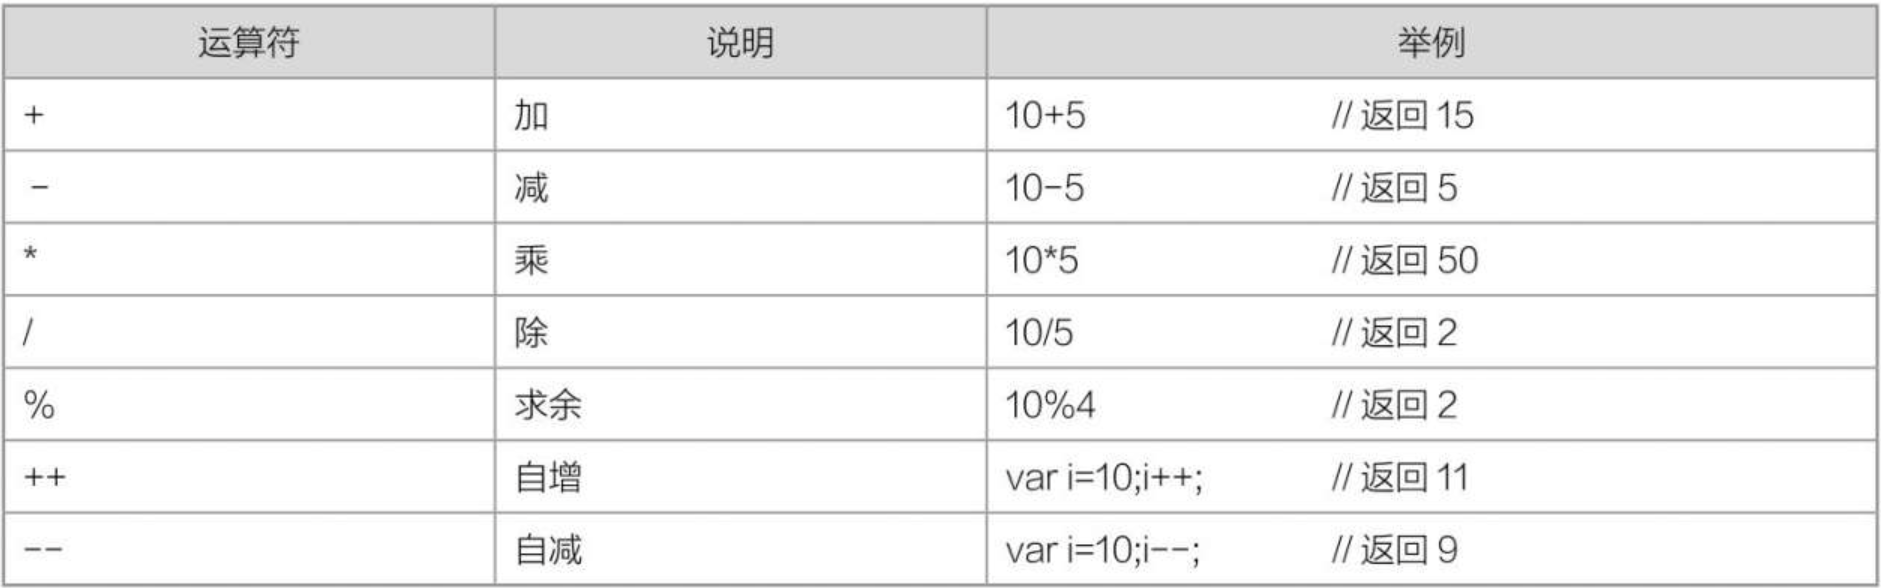 运算符 说明 举例
+ 加 10+5 //返回 15
- 减 10-5 //返回 5
* 乘 10*5 //返回 50
/ 除 10/5 //返回 2
% 求余 10%4 //返回 2
++ 自增 var i=10;i++; //返回 11
-- 自减 var i=10;i--; //返回 9